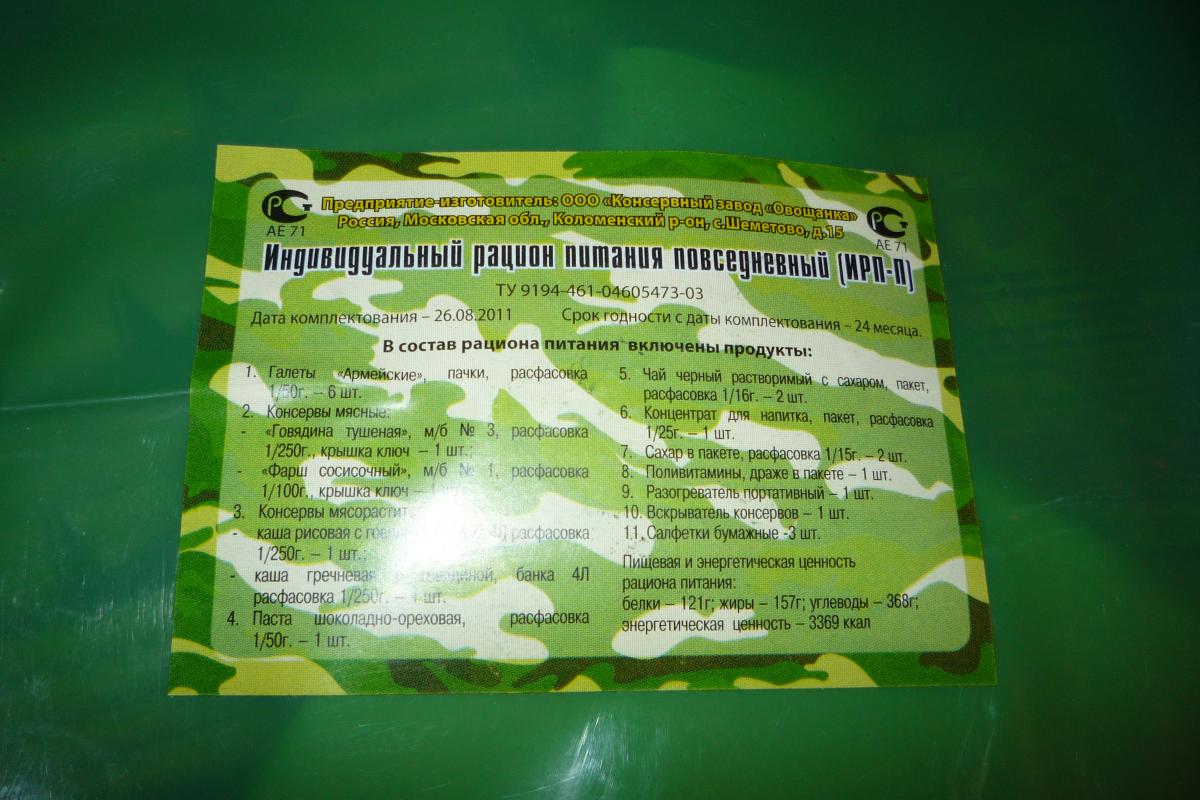 РСТ
АЕ 71
Предприятие-изготовитель: ООО «Консервный завод «Овощанка»
Россия, Московская обл., Коломенский р-он, с.Шеметово, д.15
РСТ
АЕ 71
Индивидуальный рацион питания повседневный (ИРП-П)
ТУ 9194-461-04605473-03
Дата комплектования – 26.08.2011 Срок годности с даты комплектования – 24 месяца.
В состав рациона питания включены продукты:
1. Галеты «Армейские», пачки, расфасовка
1/50г. – 6 шт.
2. Консервы мясные:
- «Говядина тушеная», м/б № 3, расфасовка
1/250г., крышка ключ – 1 шт.;
- «Фарш сосисочный», м/б № 1, расфасовка
1/100г., крышка ключ –
3. Консервы
- каша рисовая с 4Л расфасовка
1/250г. – 1 шт.;
- каша гречневая с говядиной, банка 4Л
расфасовка 1/250г. – 1 шт.
4. Паста шоколадно-ореховая, расфасовка
1/50г. – 1 шт.
5. Чай черный растворимый с сахаром, пакет,
расфасовка 1/16г. – 2 шт.
6. Концентрат для напитка, пакет, расфасовка
1/25г. – 1 шт.
7. Сахар в пакете, расфасовка 1/15г. – 2 шт.
8. Поливитамины, драже в пакете – 1 шт.
9. Разогреватель портативный – 1 шт.
10. Вскрыватель консервов – 1 шт.
11. Салфетки бумажные -3 шт.
Пищевая и энергетическая ценность
рациона питания:
белки – 121г; жиры – 157г; углеводы – 368г;
энергетическая ценность – 3369 ккал